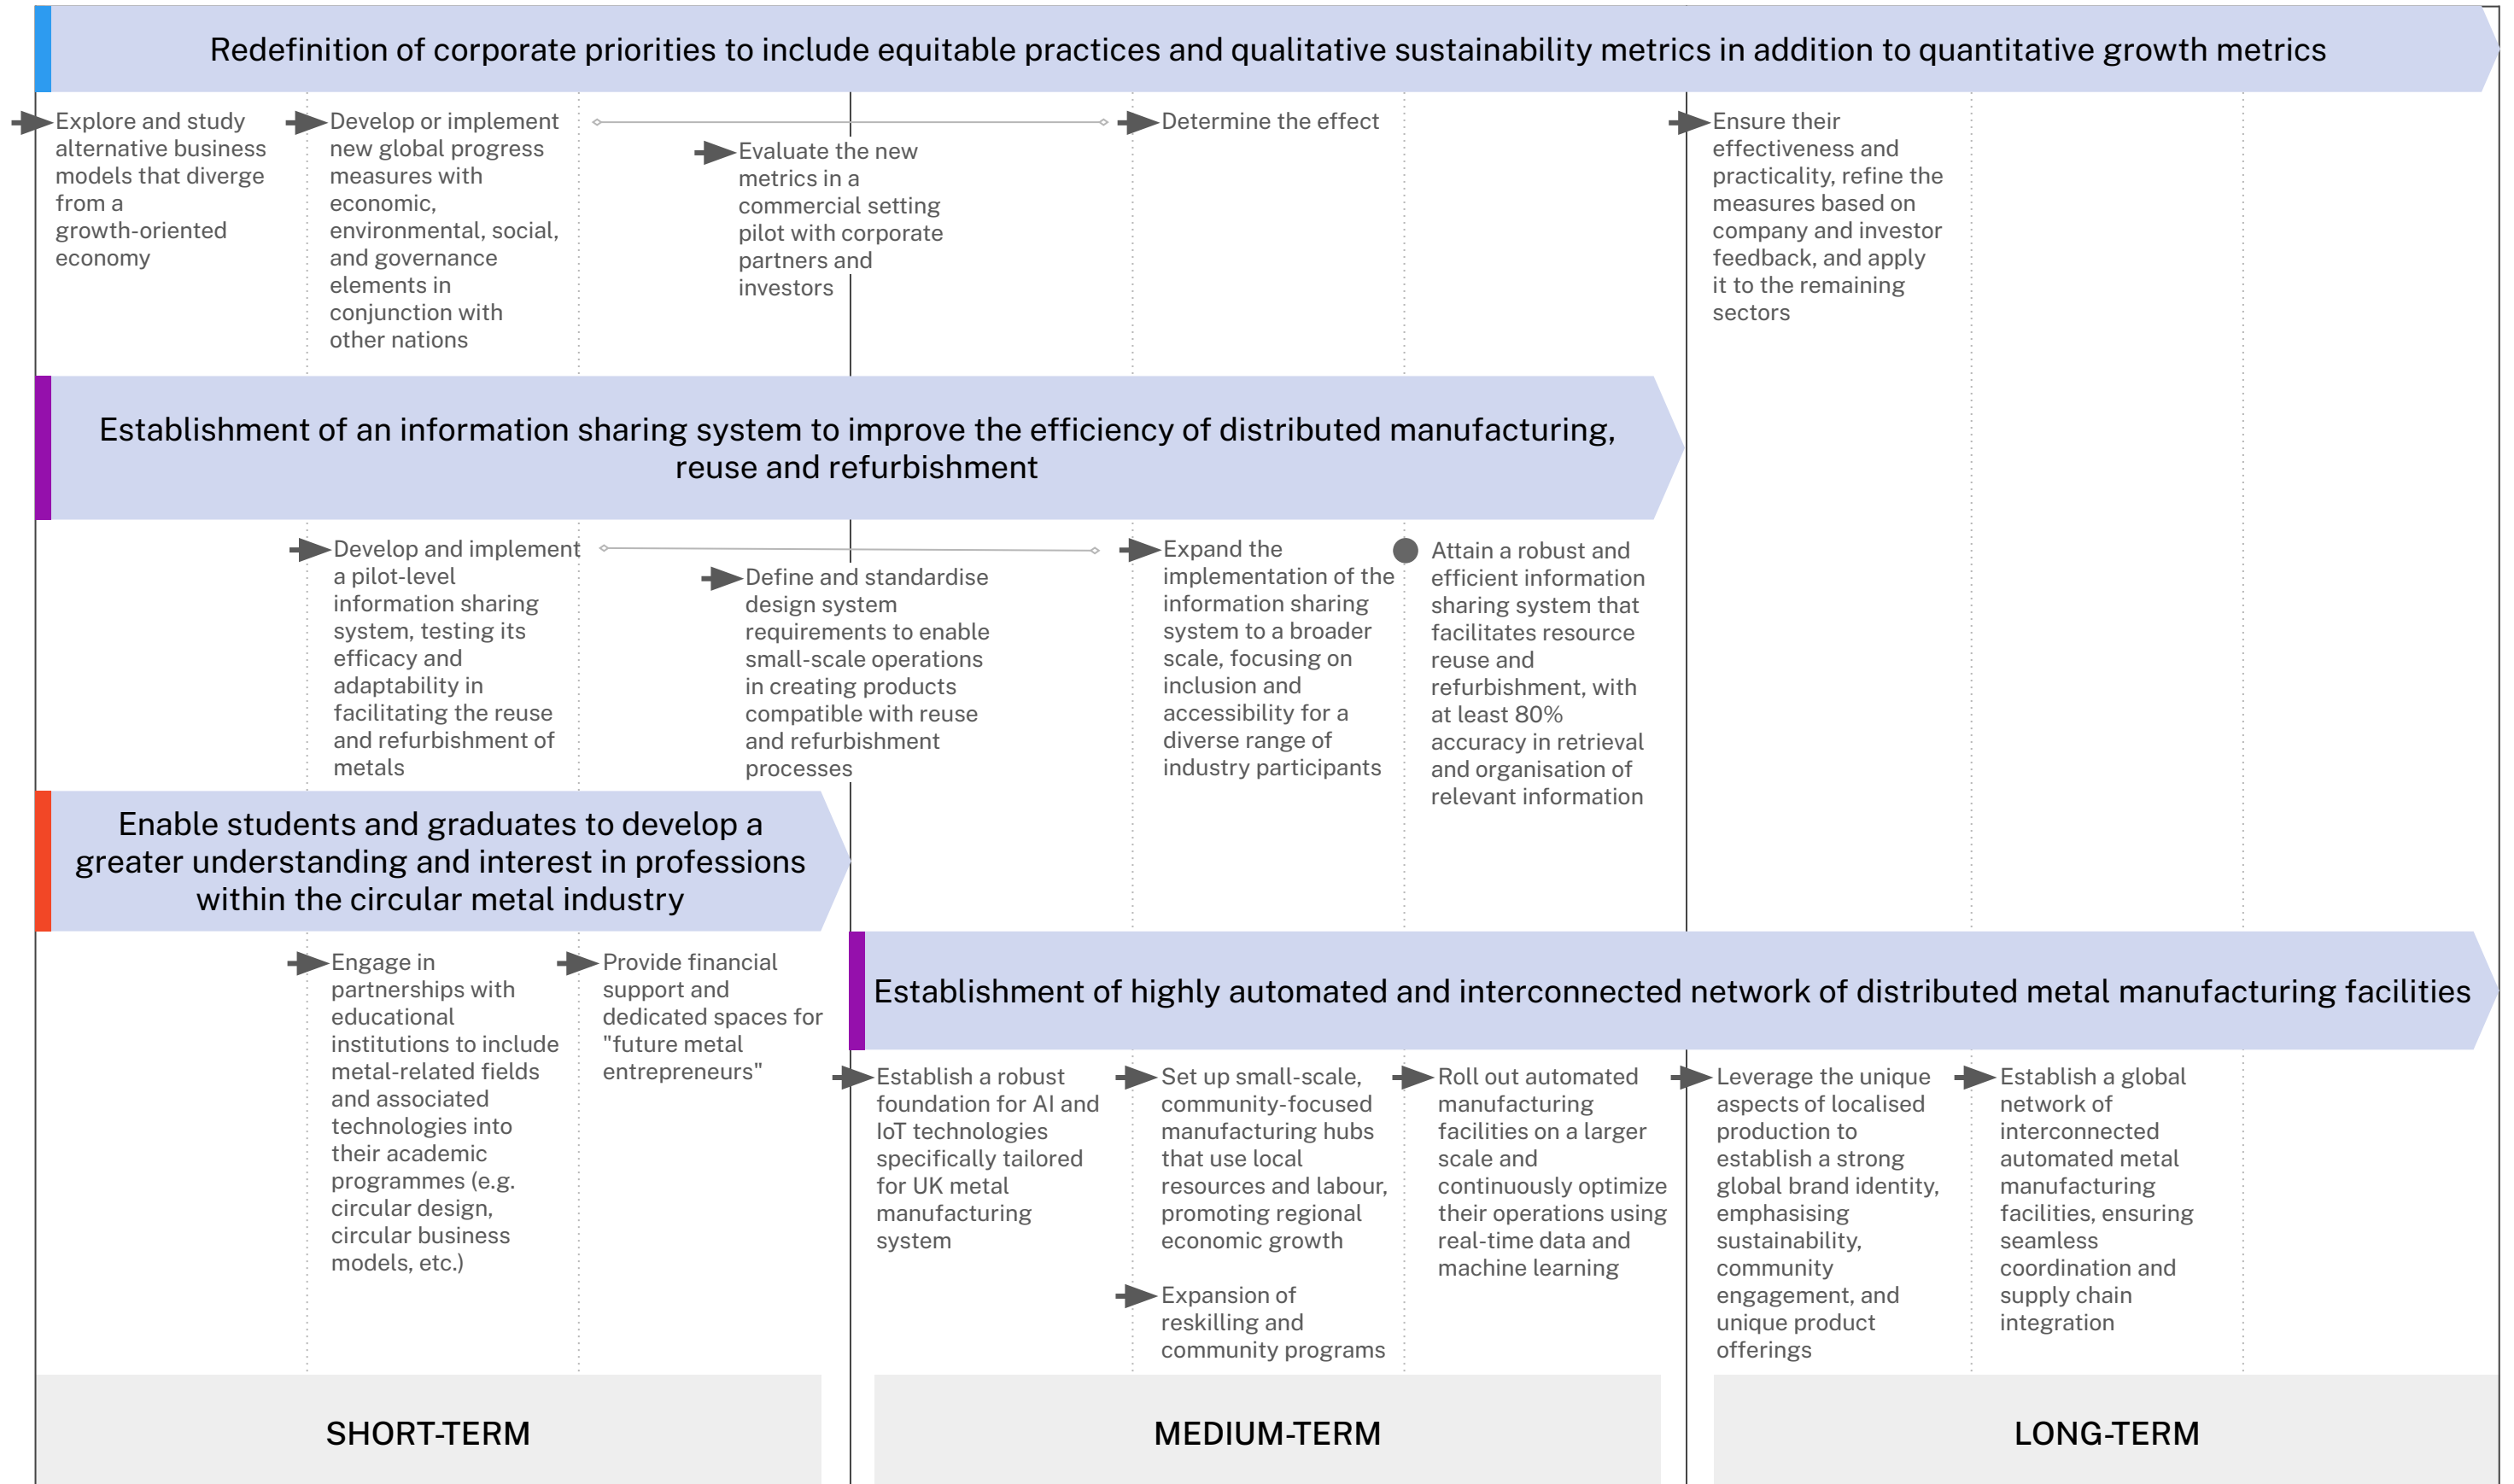 Redefinition of corporate priorities to include equitable practices and qualitative sustainability metrics in addition to quantitative growth metrics
Explore and study
alternative business
models that diverge
from a
growth-oriented
economy
Develop or implement
new global progress
measures with
economic,
environmental, social,
and governance
elements in
conjunction with
other nations
Evaluate the new
metrics in a
commercial setting
pilot with corporate
partners and
investors
Determine the effect
Ensure their
effectiveness and
practicality, refine the
measures based on
company and investor
feedback, and apply
it to the remaining
sectors
Establishment of an information sharing system to improve the efficiency of distributed manufacturing,
reuse and refurbishment
Develop and implement
a pilot-level
information sharing
system, testing its
efficacy and
adaptability in
facilitating the reuse
and refurbishment of
metals
Define and standardise
design system
requirements to enable
small-scale operations
in creating products
compatible with reuse
and refurbishment
processes
Expand the
implementation of the
information sharing
system to a broader
scale, focusing on
inclusion and
accessibility for a
diverse range of
industry participants
Attain a robust and
efficient information
sharing system that
facilitates resource
reuse and
refurbishment, with
at least 80%
accuracy in retrieval
and organisation of
relevant information
Enable students and graduates to develop a
greater understanding and interest in professions
within the circular metal industry
Engage in
partnerships with
educational
institutions to include
metal-related fields
and associated
technologies into
their academic
programmes (e.g.
circular design,
circular business
models, etc.)
Provide financial
support and
dedicated spaces for
"future metal
entrepreneurs"
Establishment of highly automated and interconnected network of distributed metal manufacturing facilities
Establish a robust
foundation for AI and
IoT technologies
specifically tailored
for UK metal
manufacturing
system
Set up small-scale,
community-focused
manufacturing hubs
that use local
resources and labour,
promoting regional
economic growth
Expansion of
reskilling and
community programs
Roll out automated
manufacturing
facilities on a larger
scale and
continuously optimize
their operations using
real-time data and
machine learning
Leverage the unique
aspects of localised
production to
establish a strong
global brand identity,
emphasising
sustainability,
community
engagement, and
unique product
offerings
Establish a global
network of
interconnected
automated metal
manufacturing
facilities, ensuring
seamless
coordination and
supply chain
integration
SHORT-TERM
MEDIUM-TERM
LONG-TERM